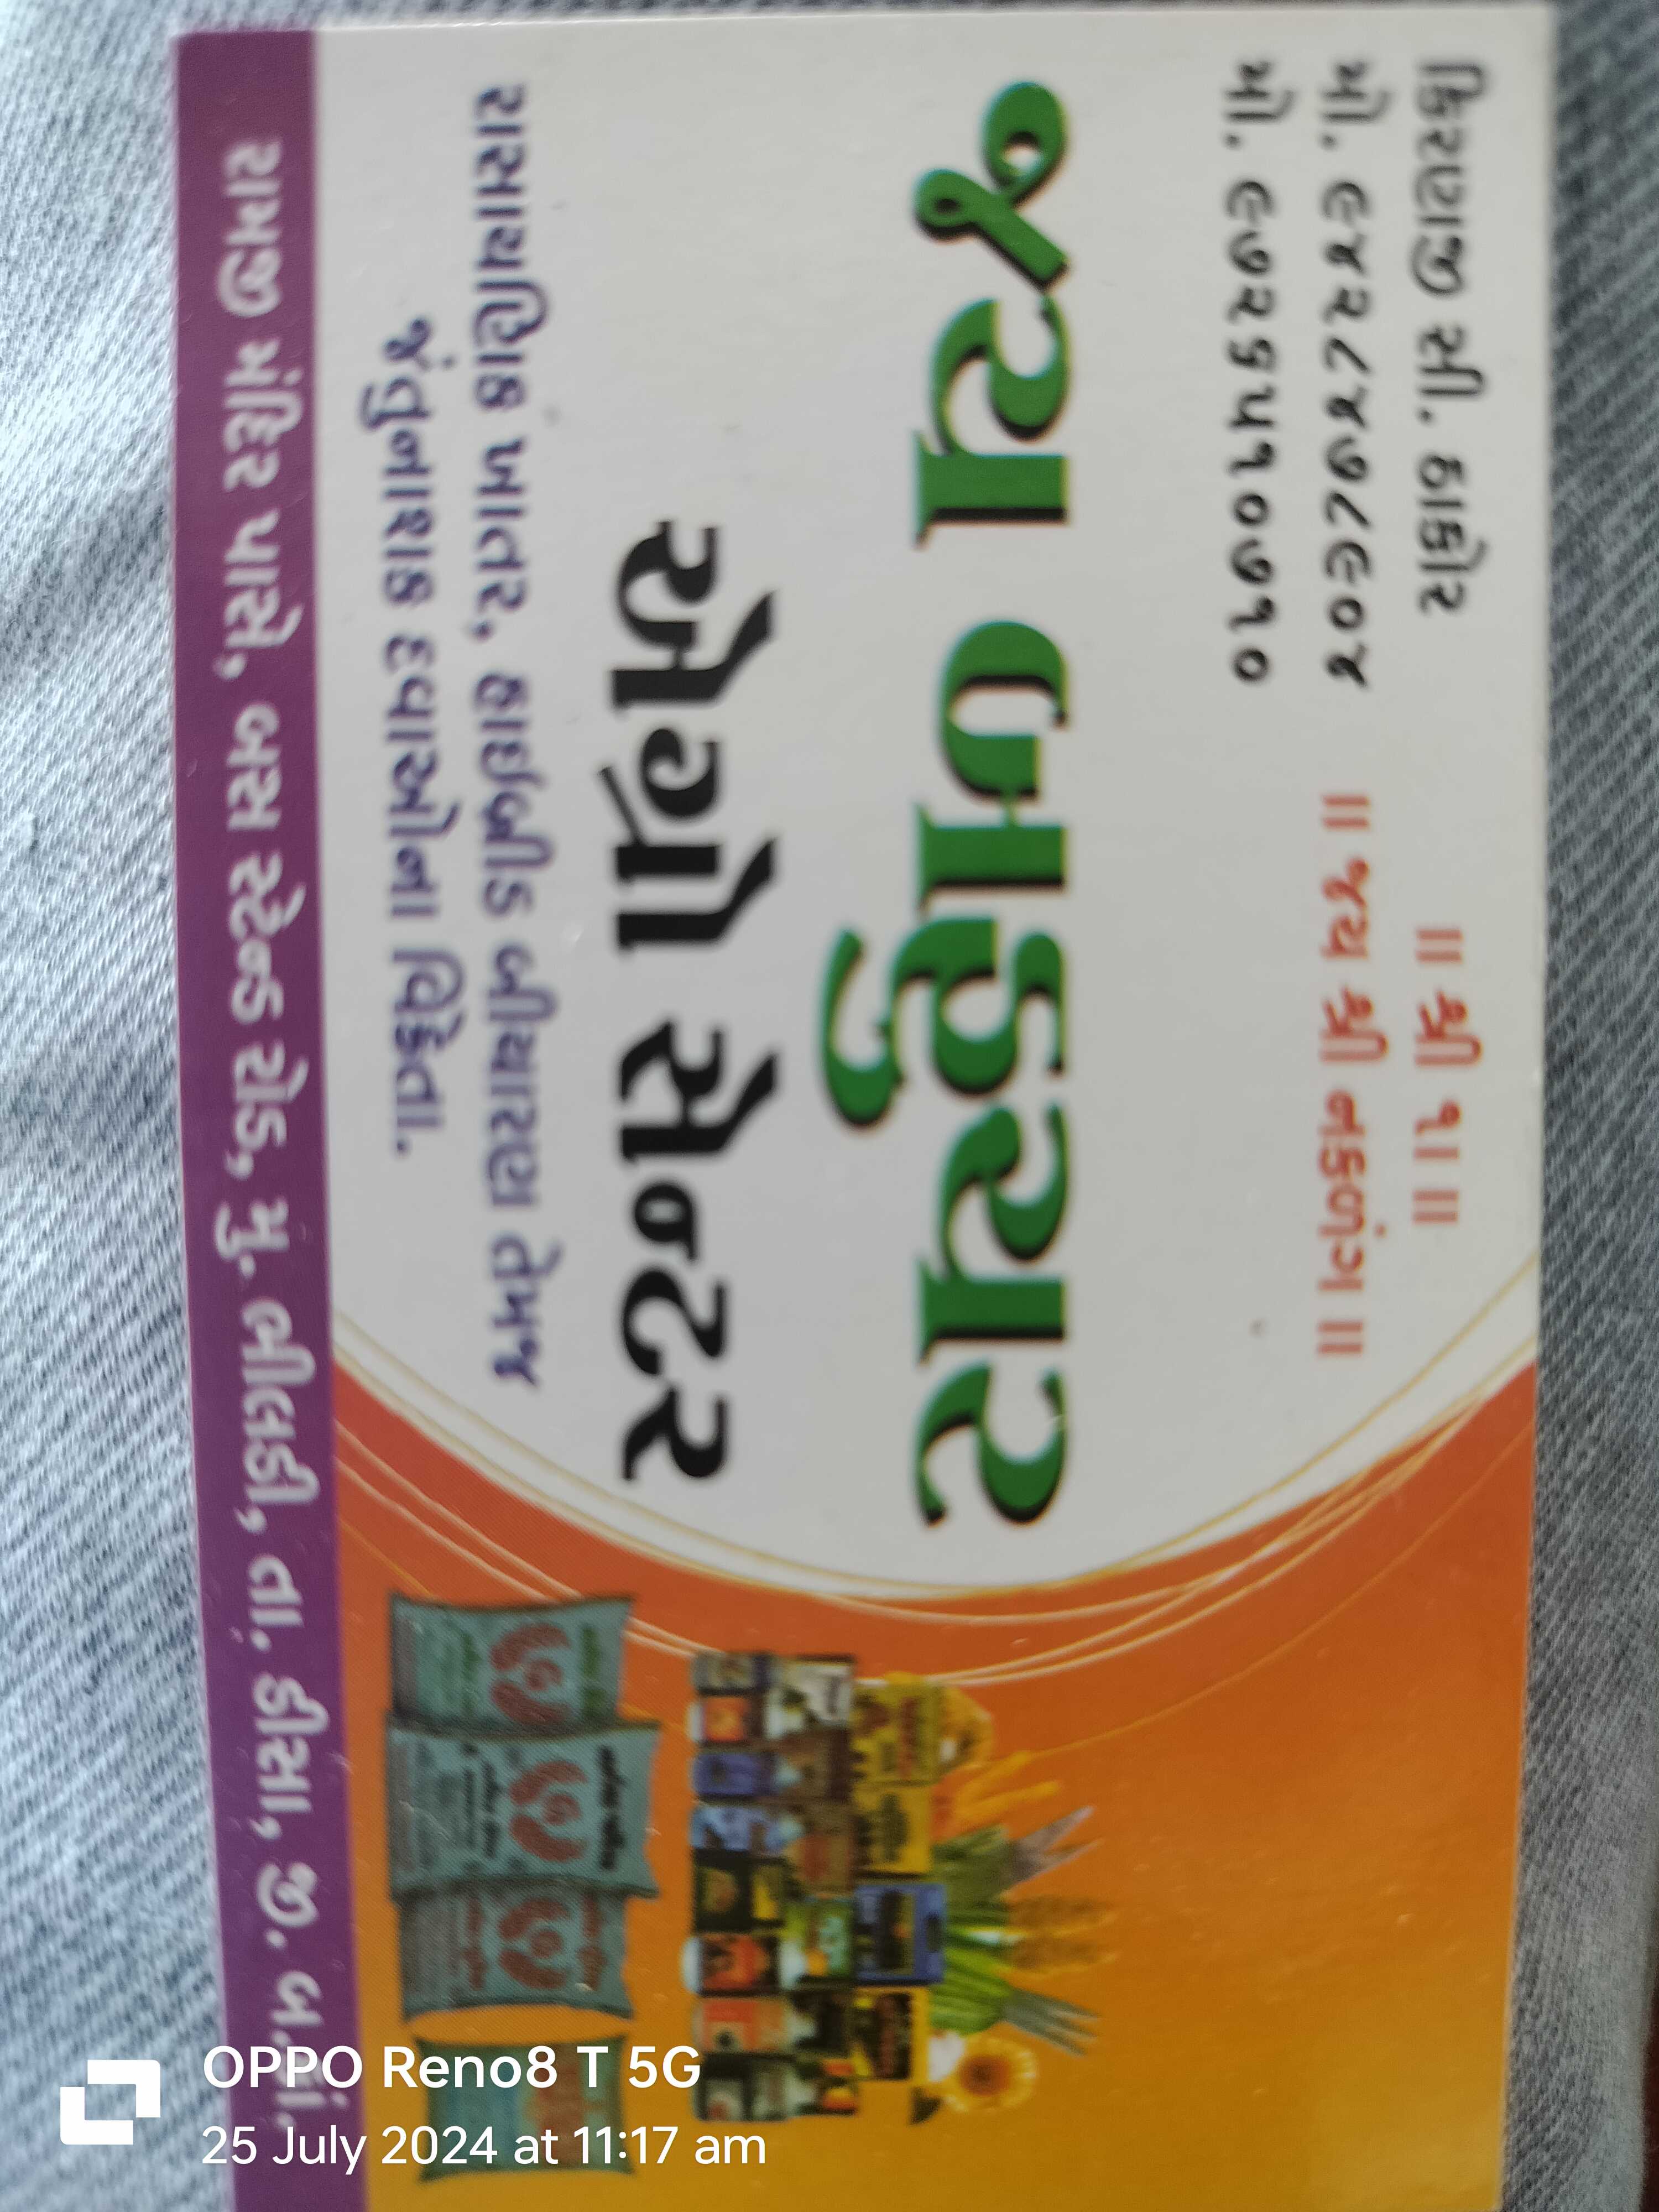 ॥ શ્રી ૧ા ॥
॥ જય શ્રી નકળંગ ॥
કિરણજી સી. ઠાકોર
મો. ૯૪૨૮૪૭૮૯૦૪
મો. ૯૭૨૬૫૧૦૭૧૦
જય જહુચાર
એગ્રો સેન્ટર
રાસાયણિક ખાતર, હાઈબ્રીડ બીયારણ તેમજ
જંતુનાશક દવાઓના વિક્રેતા.
રામજી મંદિર પાસે, બસ સ્ટેન્ડ રોડ, મુ. ભીલડી, તા. ડીસા, જી. બ.કાં.
OPPO Reno8 T 5G
25 July 2024 at 11:17 am